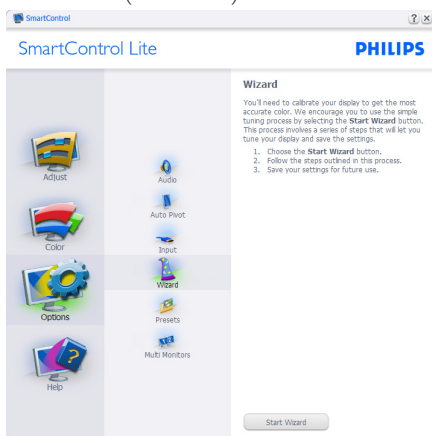 SmartControl
SmartControl Lite
PHILIPS
Adjust
Color
Options
Help
Audio
Auto Pivot
Input
Wizard
Presets
Multi Monitors
Wizard
You'll need to calibrate your display to get the most
accurate color. We encourage you to use the simple
tuning process by selecting the Start Wizard button.
This process involves a series of steps that will let you
tune your display and save the settings.
1. Choose the Start Wizard button.
2. Follow the steps outlined in this process.
3. Save your settings for future use.
Start Wizard